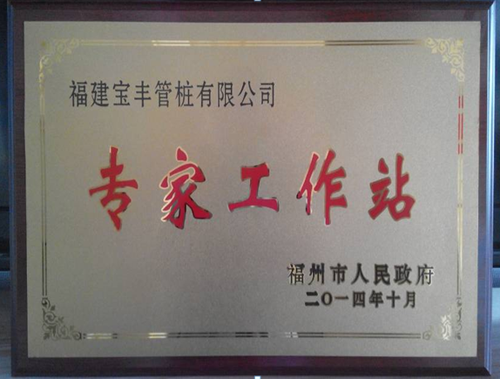 福建宝丰管桩有限公司
专家工作站
福州市人民政府
二〇一四年十月